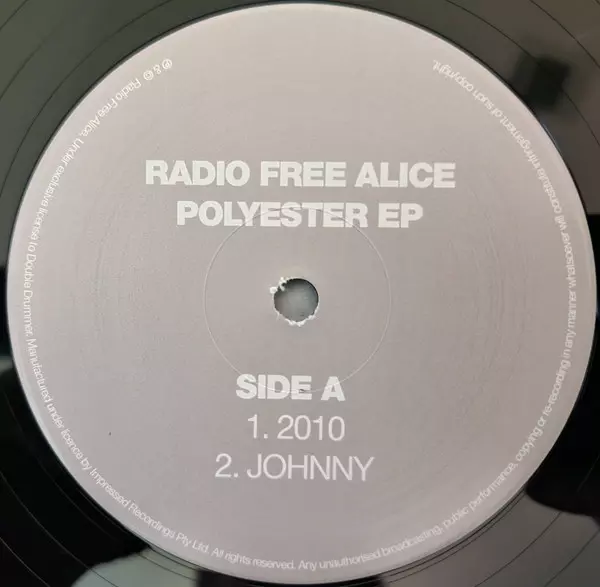 RADIO FREE ALICE
POLYESTER EP
SIDE A
1. 2010
2. JOHNNY
℗ & © Radio Free Alice. Under exclusive license to Double Drummer. Manufactured under licence by Impressed Recordings Pty Ltd. All rights reserved. Any unauthorised broadcasting, public performance, copying or re-recording in any manner whatsoever will constitute infringement of such copyright.